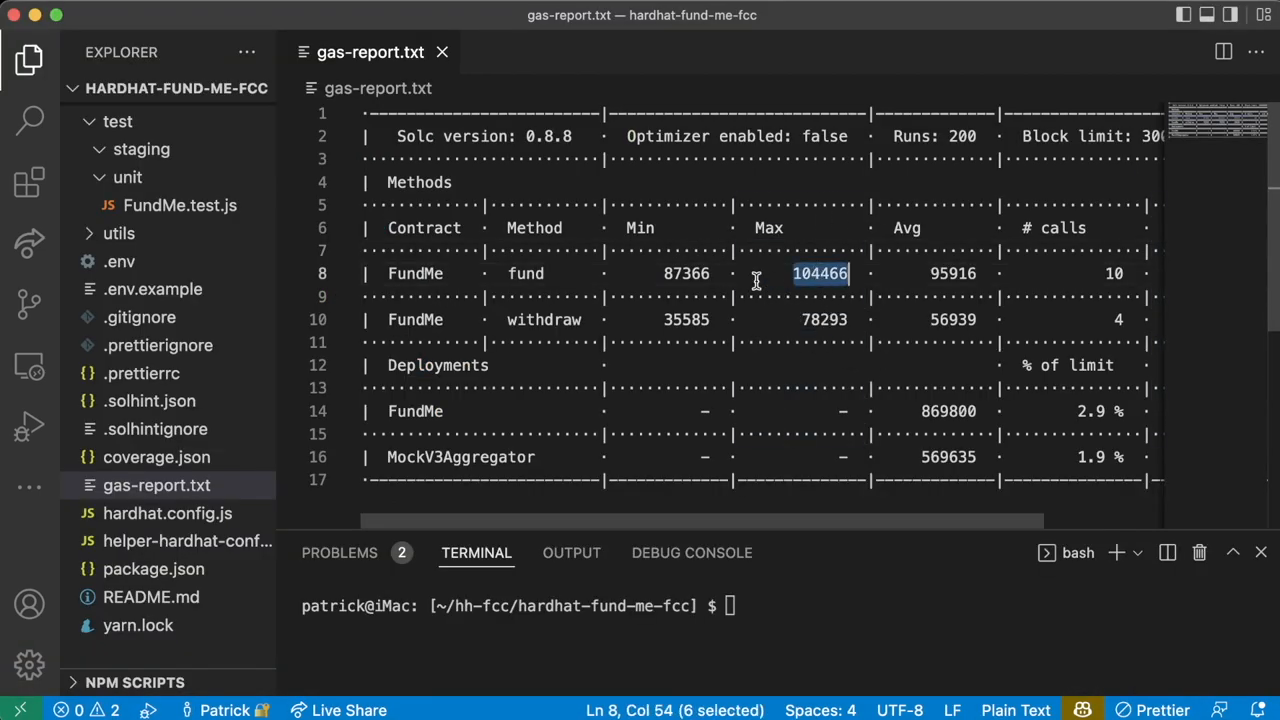 gas-report.txt — hardhat-fund-me-fcc
EXPLORER
HARDHAT-FUND-ME-FCC
test
staging
unit
JS FundMe.test.js
utils
.env
.env.example
.gitignore
.prettierignore
.prettierrc
.solhint.json
.solhintignore
coverage.json
gas-report.txt
JS hardhat.config.js
JS helper-hardhat-conf...
package.json
README.md
yarn.lock
NPM SCRIPTS
gas-report.txt
gas-report.txt
1 ·————————————————————————|—————————————|—————————————|—————————————|
2 | Solc version: 0.8.8 · Optimizer enabled: false · Runs: 200 · Block limit: 300
3 ·························|·············|·············|·············|
4 | Methods
5 ·············|············|·············|·············|·············|···············|
6 | Contract · Method · Min · Max · Avg · # calls ·
7 ·············|············|·············|·············|·············|···············|
8 | FundMe · fund · 87366 · 104466 · 95916 · 10 ·
9 ·············|············|·············|·············|·············|···············|
10 | FundMe · withdraw · 35585 · 78293 · 56939 · 4 ·
11 ·············|············|·············|·············|·············|···············|
12 | Deployments · · % of limit ·
13 ··························|·············|·············|·············|···············|
14 | FundMe · – · – · 869800 · 2.9 % ·
15 ··························|·············|·············|·············|···············|
16 | MockV3Aggregator · – · – · 569635 · 1.9 % ·
17 ·—————————————————————————|—————————————|—————————————|—————————————|———————————————|
PROBLEMS 2 TERMINAL OUTPUT DEBUG CONSOLE
bash
patrick@iMac: [~/hh-fcc/hardhat-fund-me-fcc] $
0 2 Patrick Live Share Ln 8, Col 54 (6 selected) Spaces: 4 UTF-8 LF Plain Text Prettier